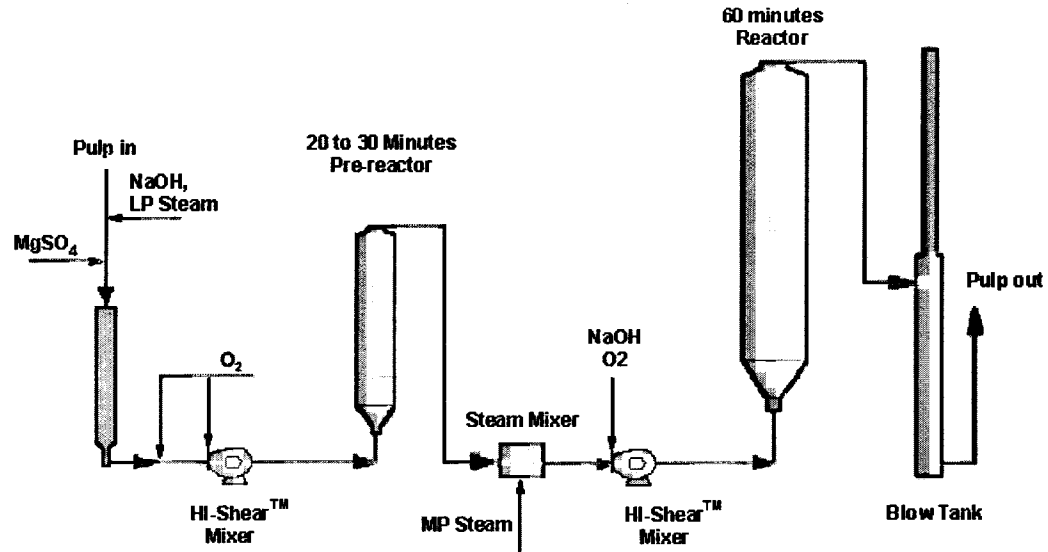 60 minutes
Reactor
20 to 30 Minutes
Pre-reactor
Pulp in
NaOH,
LP Steam
MgSO₄
O₂
HI-Shear™
Mixer
Steam Mixer
MP Steam
NaOH
O2
HI-Shear™
Mixer
Pulp out
Blow Tank